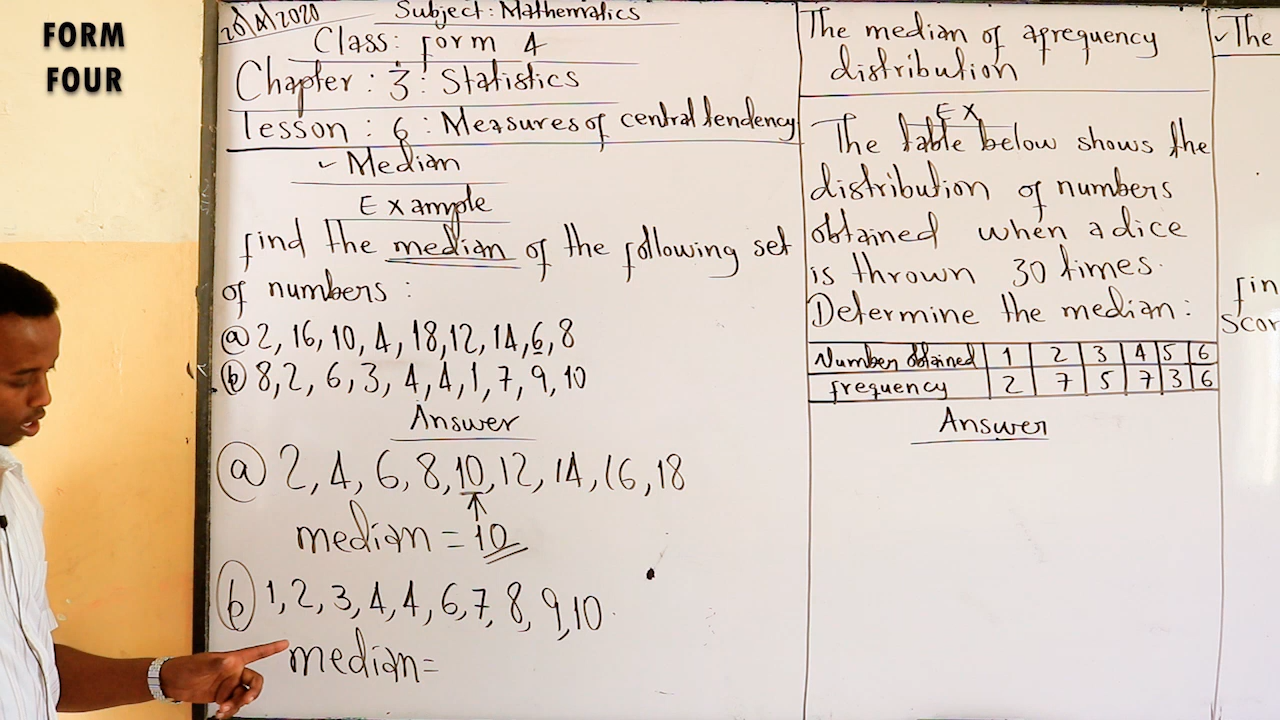 FORM
FOUR
Subject: Mathematics
Class: form 4
Chapter: 3: Statistics
lesson: 6: Measures of central tendency
✓ Median
Example
find the median of the following set
of numbers:
(a) 2, 16, 10, 4, 18, 12, 14, 6, 8
(b) 8, 2, 6, 3, 4, 4, 1, 7, 9, 10
Answer
(a) 2, 4, 6, 8, 10, 12, 14, 16, 18
median = 10
(b) 1, 2, 3, 4, 4, 6, 7, 8, 9, 10
median =
The median of a frequency
distribution
EX
The table below shows the
distribution of numbers
obtained when a dice
is thrown 30 times.
Determine the median:
Number obtained 1 2 3 4 5 6
frequency 2 7 5 7 3 6
Answer
✓ The
fin
Scor